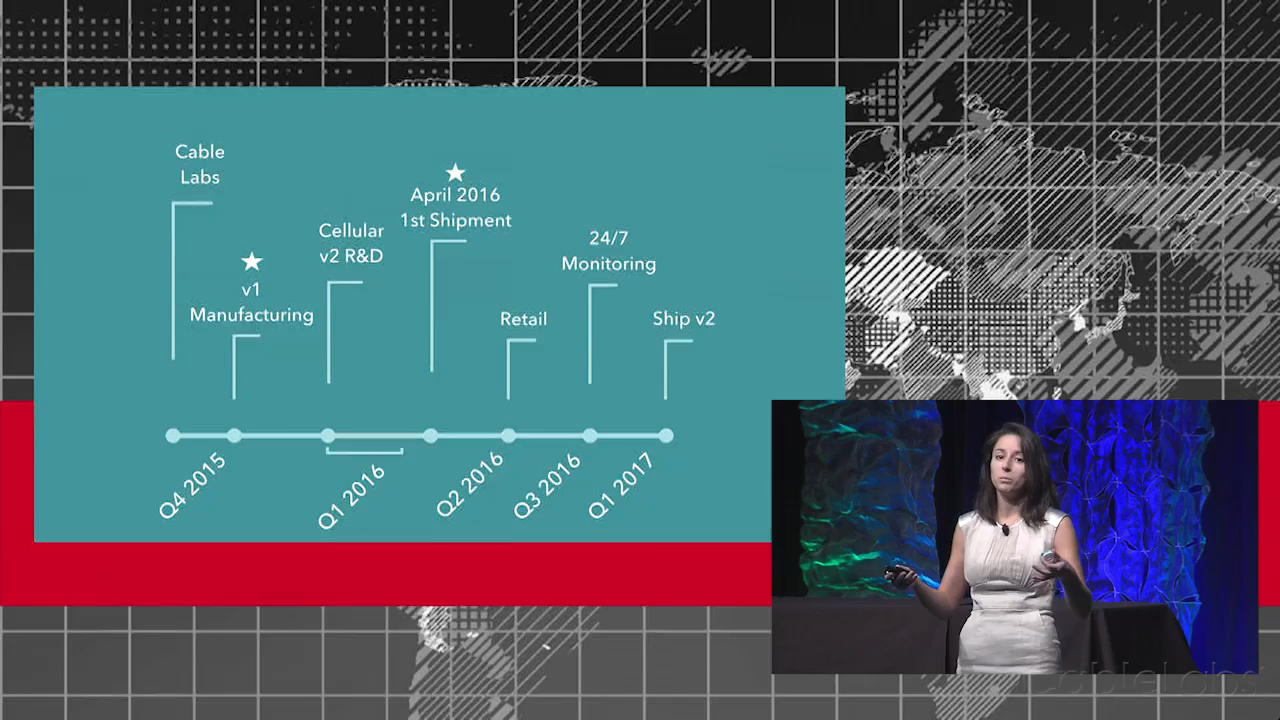 Cable
Labs
★
v1
Manufacturing
Cellular
v2 R&D
★
April 2016
1st Shipment
Retail
24/7
Monitoring
Ship v2
Q4 2015
Q1 2016
Q2 2016
Q3 2016
Q1 2017
CableLabs